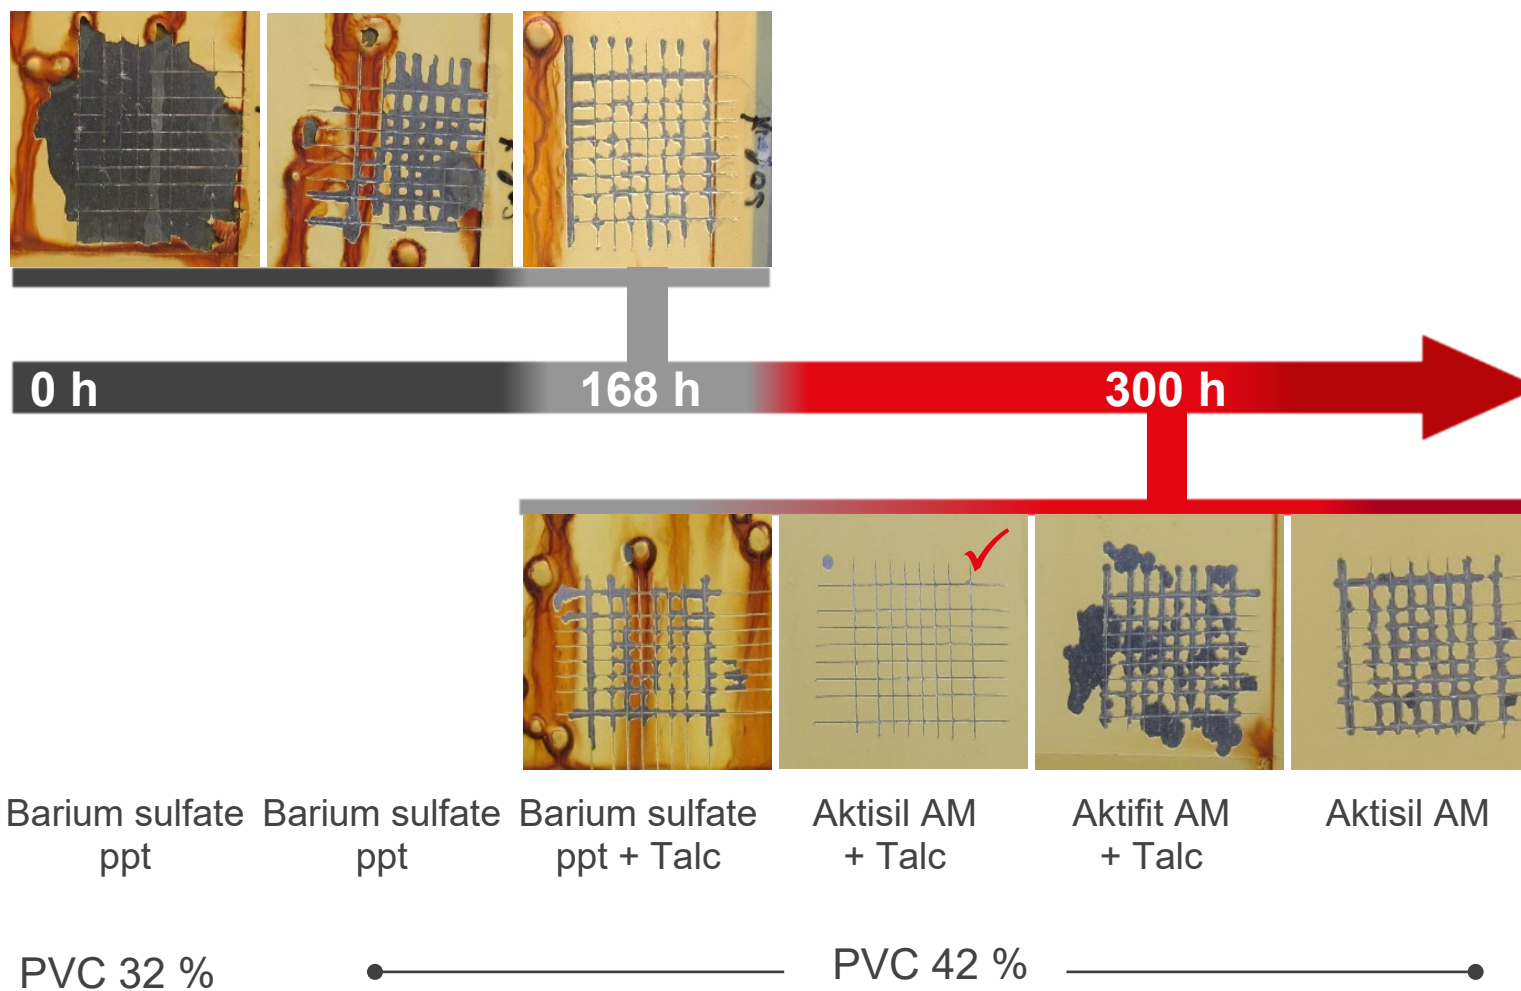 0 h
168 h
300 h
Barium sulfate
ppt
Barium sulfate
ppt
Barium sulfate
ppt + Talc
Aktisil AM
+ Talc
Aktifit AM
+ Talc
Aktisil AM
PVC 32 %
PVC 42 %